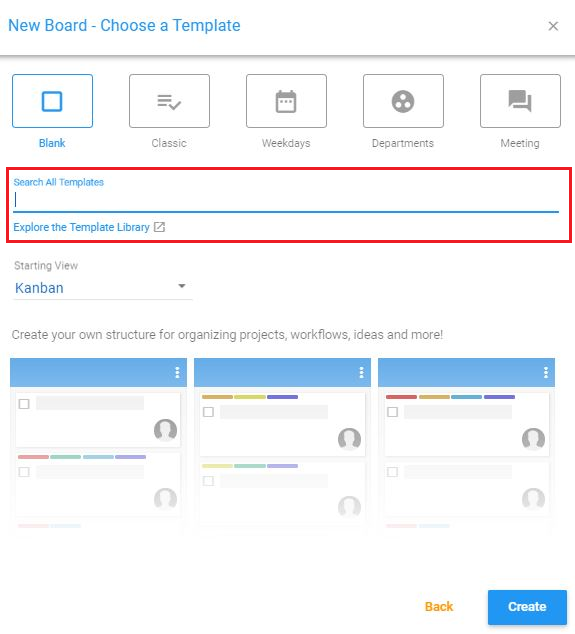 New Board - Choose a Template
Blank
Classic
Weekdays
Departments
Meeting
Search All Templates
Explore the Template Library
Starting View
Kanban
Create your own structure for organizing projects, workflows, ideas and more!
Back
Create